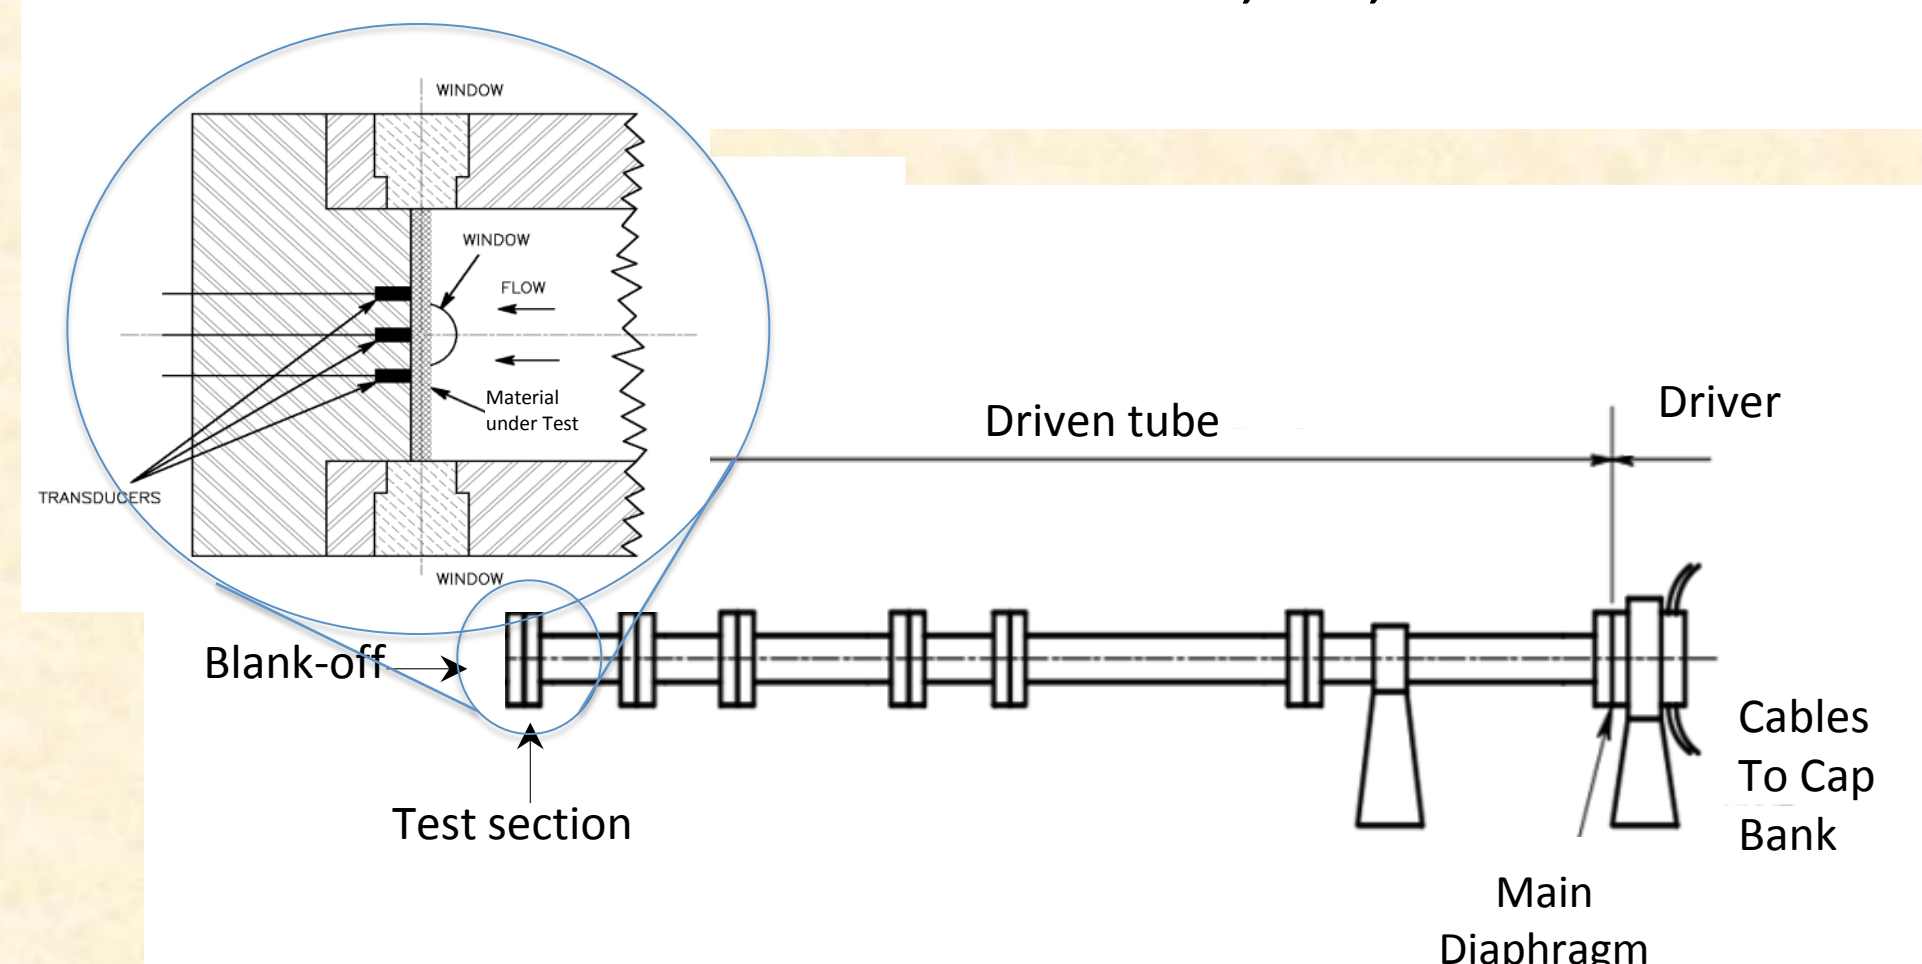 WINDOW
WINDOW
FLOW
Material
under Test
TRANSDUCERS
WINDOW
Driven tube
Driver
Blank-off
Test section
Cables
To Cap
Bank
Main
Diaphragm